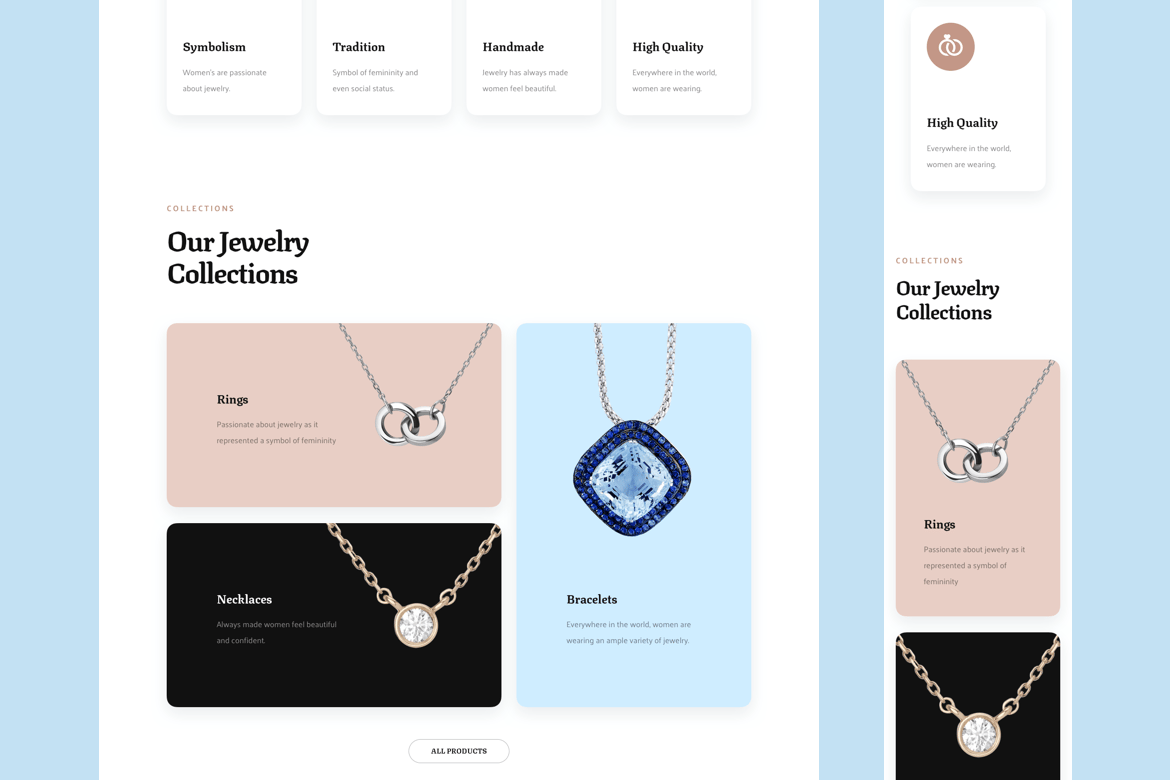 Symbolism
Women's are passionate
about jewelry.
Tradition
Symbol of femininity and
even social status.
Handmade
Iewelry has always made
women feel beautiful.
High Quality
Everywhere in the world,
women are wearing.
COLLECTIONS
Our Jewelry
Collections
Rings
Passionate about jewelry as it
represented a symbol of femininity
Necklaces
Always made women feel beautiful
and confident.
Bracelets
Everywhere in the world, women are
wearing an ample variety of jewelry.
ALL PRODUCTS
High Quality
Everywhere in the world,
women are wearing.
COLLECTIONS
Our Jewelry
Collections
Rings
Passionate about jewelry as it
represented a symbol of
femininity